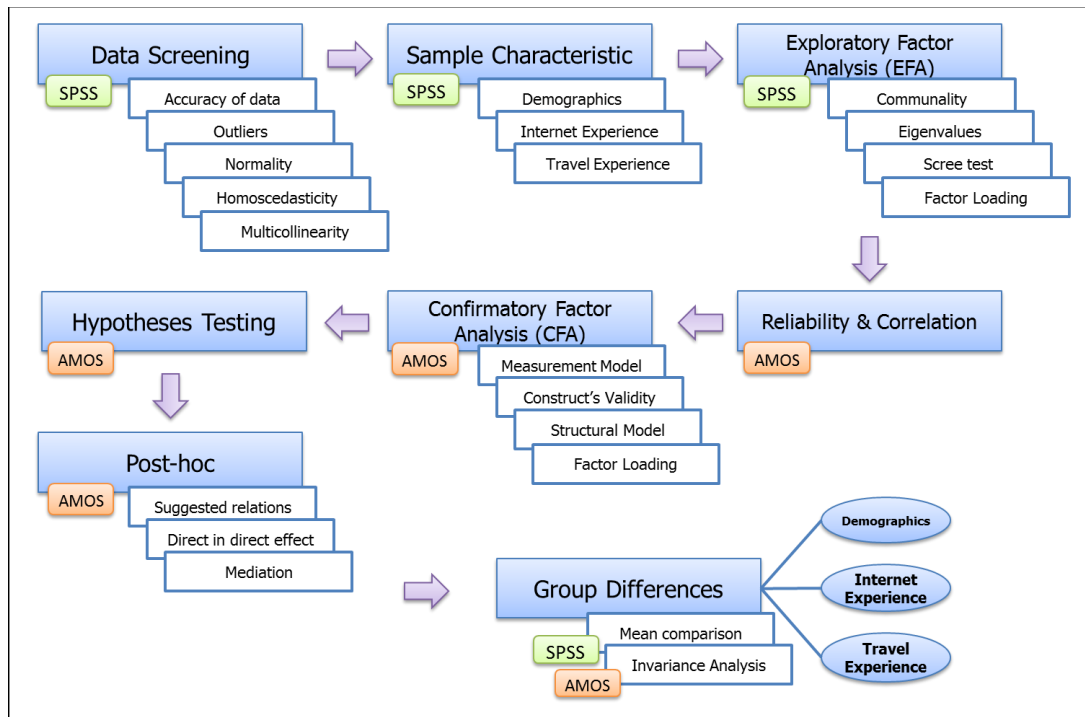 Data Screening
SPSS
Accuracy of data
Outliers
Normality
Homoscedasticity
Multicollinearity
Sample Characteristic
SPSS
Demographics
Internet Experience
Travel Experience
Exploratory Factor
Analysis (EFA)
SPSS
Communality
Eigenvalues
Scree test
Factor Loading
Reliability & Correlation
AMOS
Confirmatory Factor
Analysis (CFA)
AMOS
Measurement Model
Construct's Validity
Structural Model
Factor Loading
Hypotheses Testing
AMOS
Post-hoc
AMOS
Suggested relations
Direct in direct effect
Mediation
Group Differences
Mean comparison
SPSS
Invariance Analysis
AMOS
Demographics
Internet
Experience
Travel
Experience